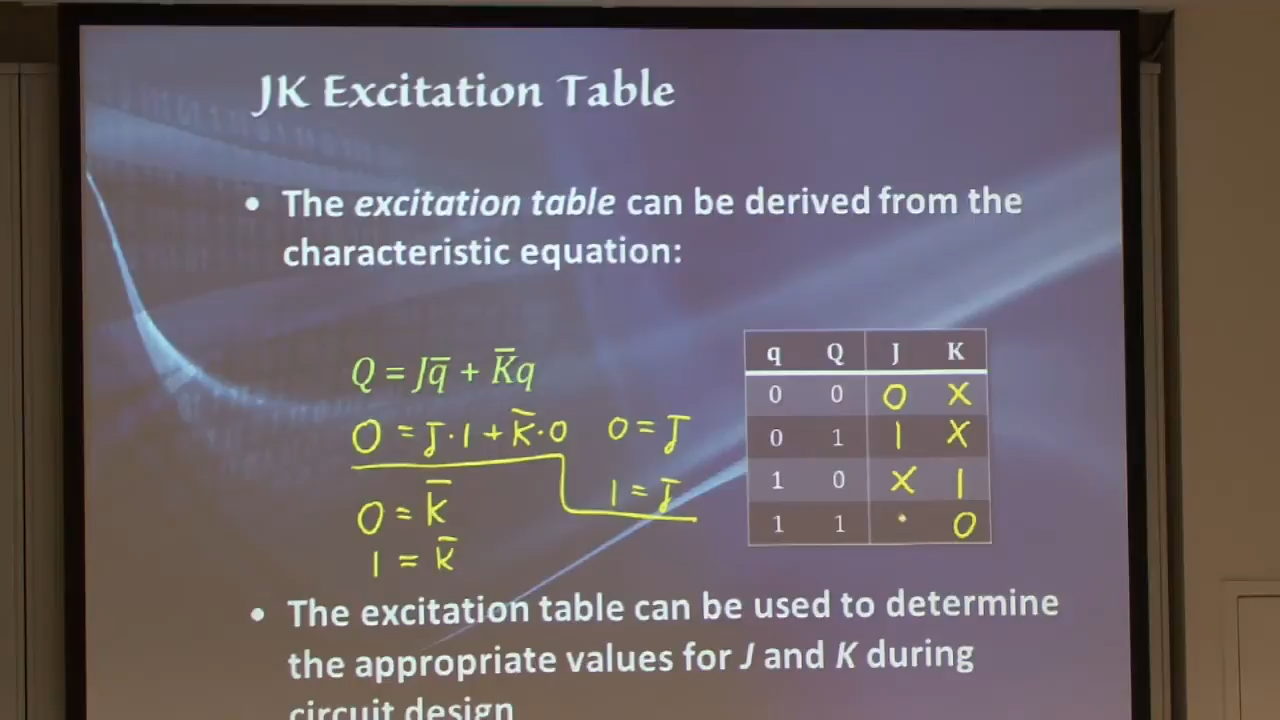 JK Excitation Table
• The excitation table can be derived from the
characteristic equation:
Q = Jq̅ + K̅q
0 = J·1 + K̅·0 0 = J
1 = J
0 = K̅
1 = K̅
q Q J K
0 0 0 X
0 1 1 X
1 0 X 1
1 1 · 0
• The excitation table can be used to determine
the appropriate values for J and K during
circuit design